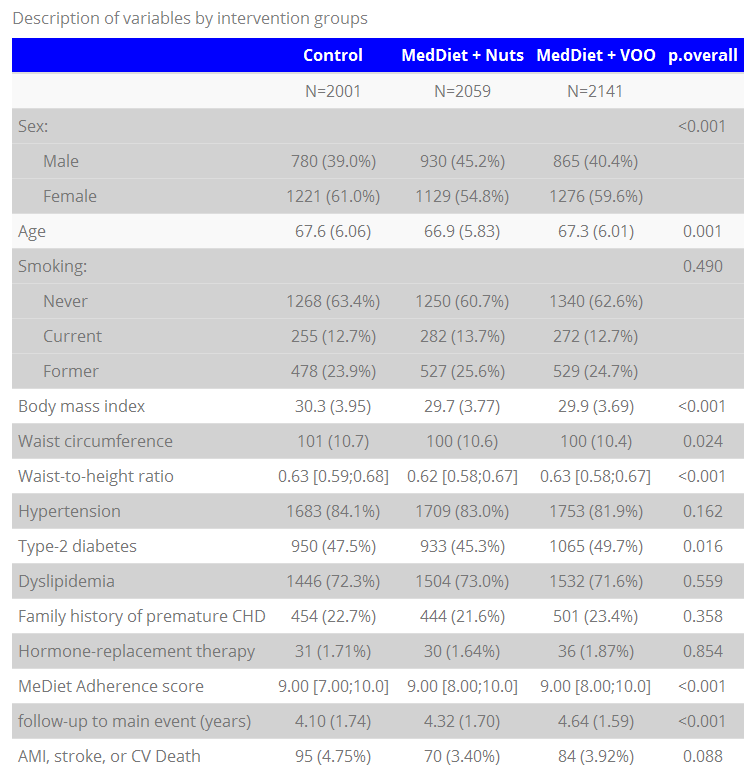 Description of variables by intervention groups
Control MedDiet + Nuts MedDiet + VOO p.overall
N=2001 N=2059 N=2141
Sex: <0.001
Male 780 (39.0%) 930 (45.2%) 865 (40.4%)
Female 1221 (61.0%) 1129 (54.8%) 1276 (59.6%)
Age 67.6 (6.06) 66.9 (5.83) 67.3 (6.01) 0.001
Smoking: 0.490
Never 1268 (63.4%) 1250 (60.7%) 1340 (62.6%)
Current 255 (12.7%) 282 (13.7%) 272 (12.7%)
Former 478 (23.9%) 527 (25.6%) 529 (24.7%)
Body mass index 30.3 (3.95) 29.7 (3.77) 29.9 (3.69) <0.001
Waist circumference 101 (10.7) 100 (10.6) 100 (10.4) 0.024
Waist-to-height ratio 0.63 [0.59;0.68] 0.62 [0.58;0.67] 0.63 [0.58;0.67] <0.001
Hypertension 1683 (84.1%) 1709 (83.0%) 1753 (81.9%) 0.162
Type-2 diabetes 950 (47.5%) 933 (45.3%) 1065 (49.7%) 0.016
Dyslipidemia 1446 (72.3%) 1504 (73.0%) 1532 (71.6%) 0.559
Family history of premature CHD 454 (22.7%) 444 (21.6%) 501 (23.4%) 0.358
Hormone-replacement therapy 31 (1.71%) 30 (1.64%) 36 (1.87%) 0.854
MeDiet Adherence score 9.00 [7.00;10.0] 9.00 [8.00;10.0] 9.00 [8.00;10.0] <0.001
follow-up to main event (years) 4.10 (1.74) 4.32 (1.70) 4.64 (1.59) <0.001
AMI, stroke, or CV Death 95 (4.75%) 70 (3.40%) 84 (3.92%) 0.088